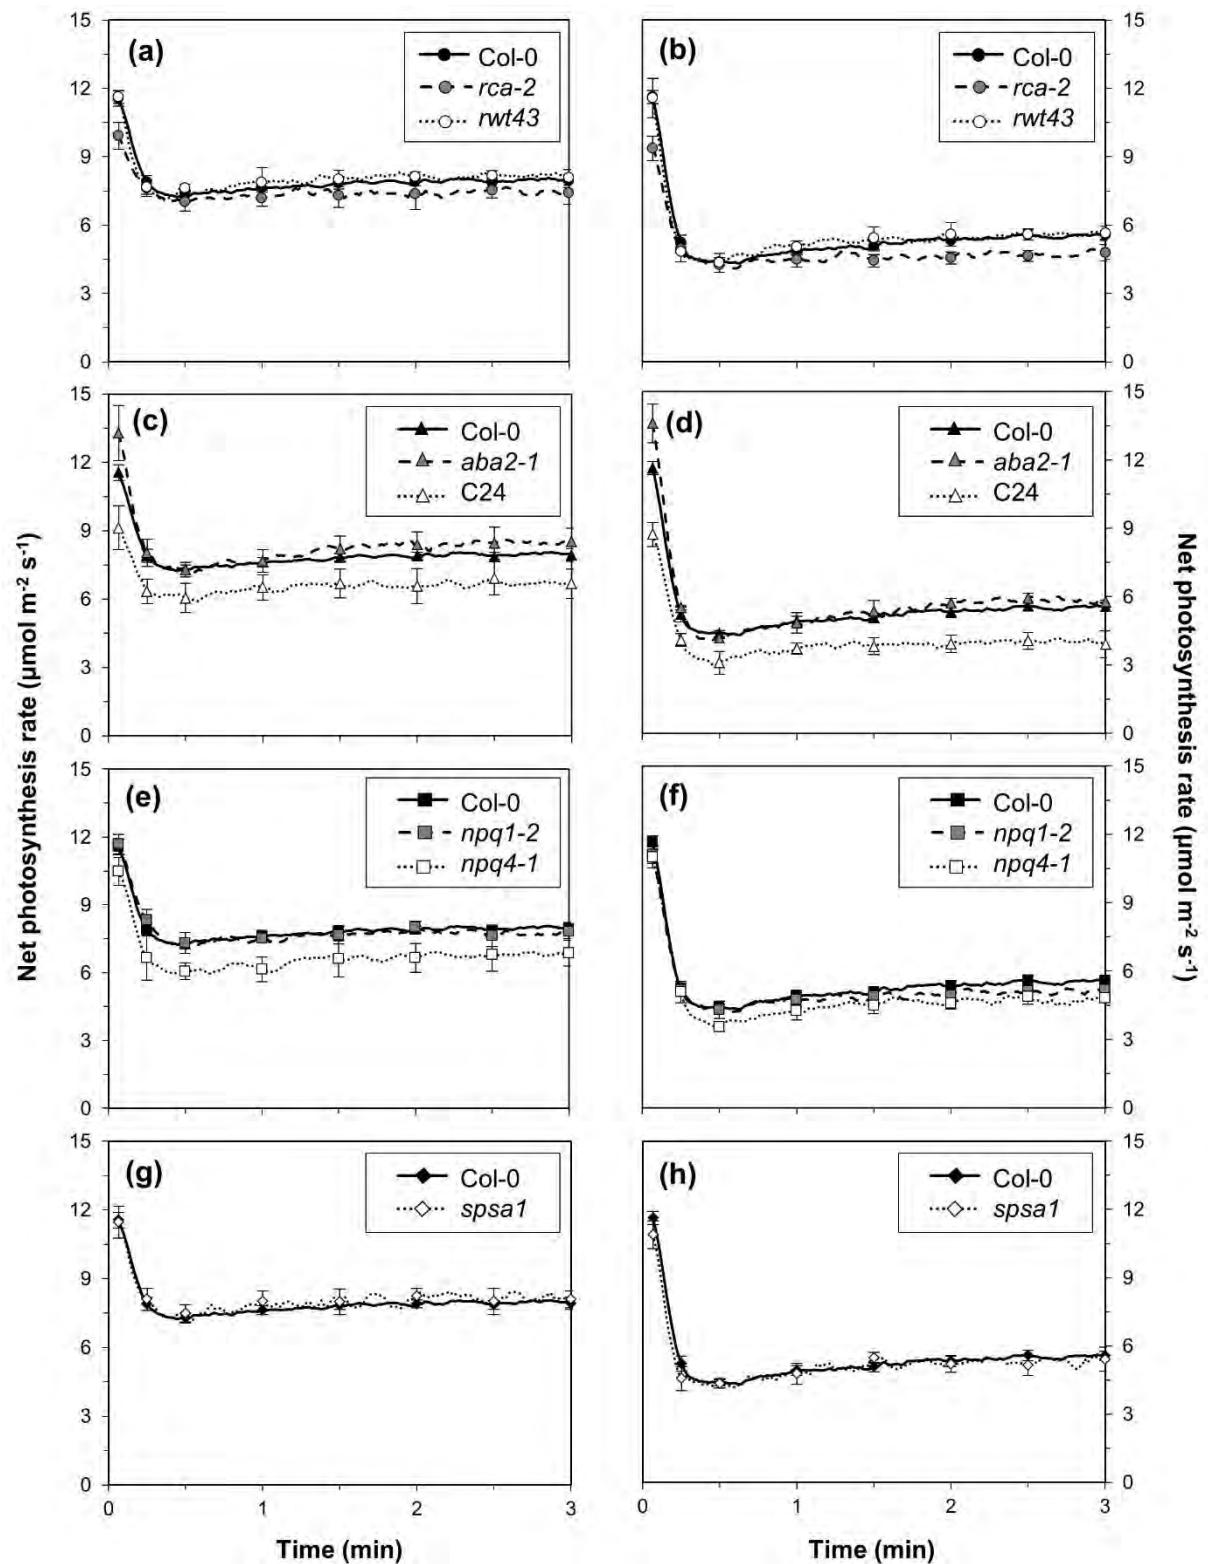 Net photosynthesis rate (µmol m-2 s-1)
(a)
Col-0
rca-2
rwt43
15
12
9
6
3
0
(b)
Col-0
rca-2
rwt43
15
12
9
6
3
0
(c)
Col-0
aba2-1
C24
15
12
9
6
3
0
(d)
Col-0
aba2-1
C24
15
12
9
6
3
0
(e)
Col-0
npq1-2
npq4-1
15
12
9
6
3
0
(f)
Col-0
npq1-2
npq4-1
15
12
9
6
3
0
(g)
Col-0
spsa1
15
12
9
6
3
0
0 1 2 3
Time (min)
(h)
Col-0
spsa1
15
12
9
6
3
0
0 1 2 3
Time (min)
Net photosynthesis rate (µmol m-2 s-1)